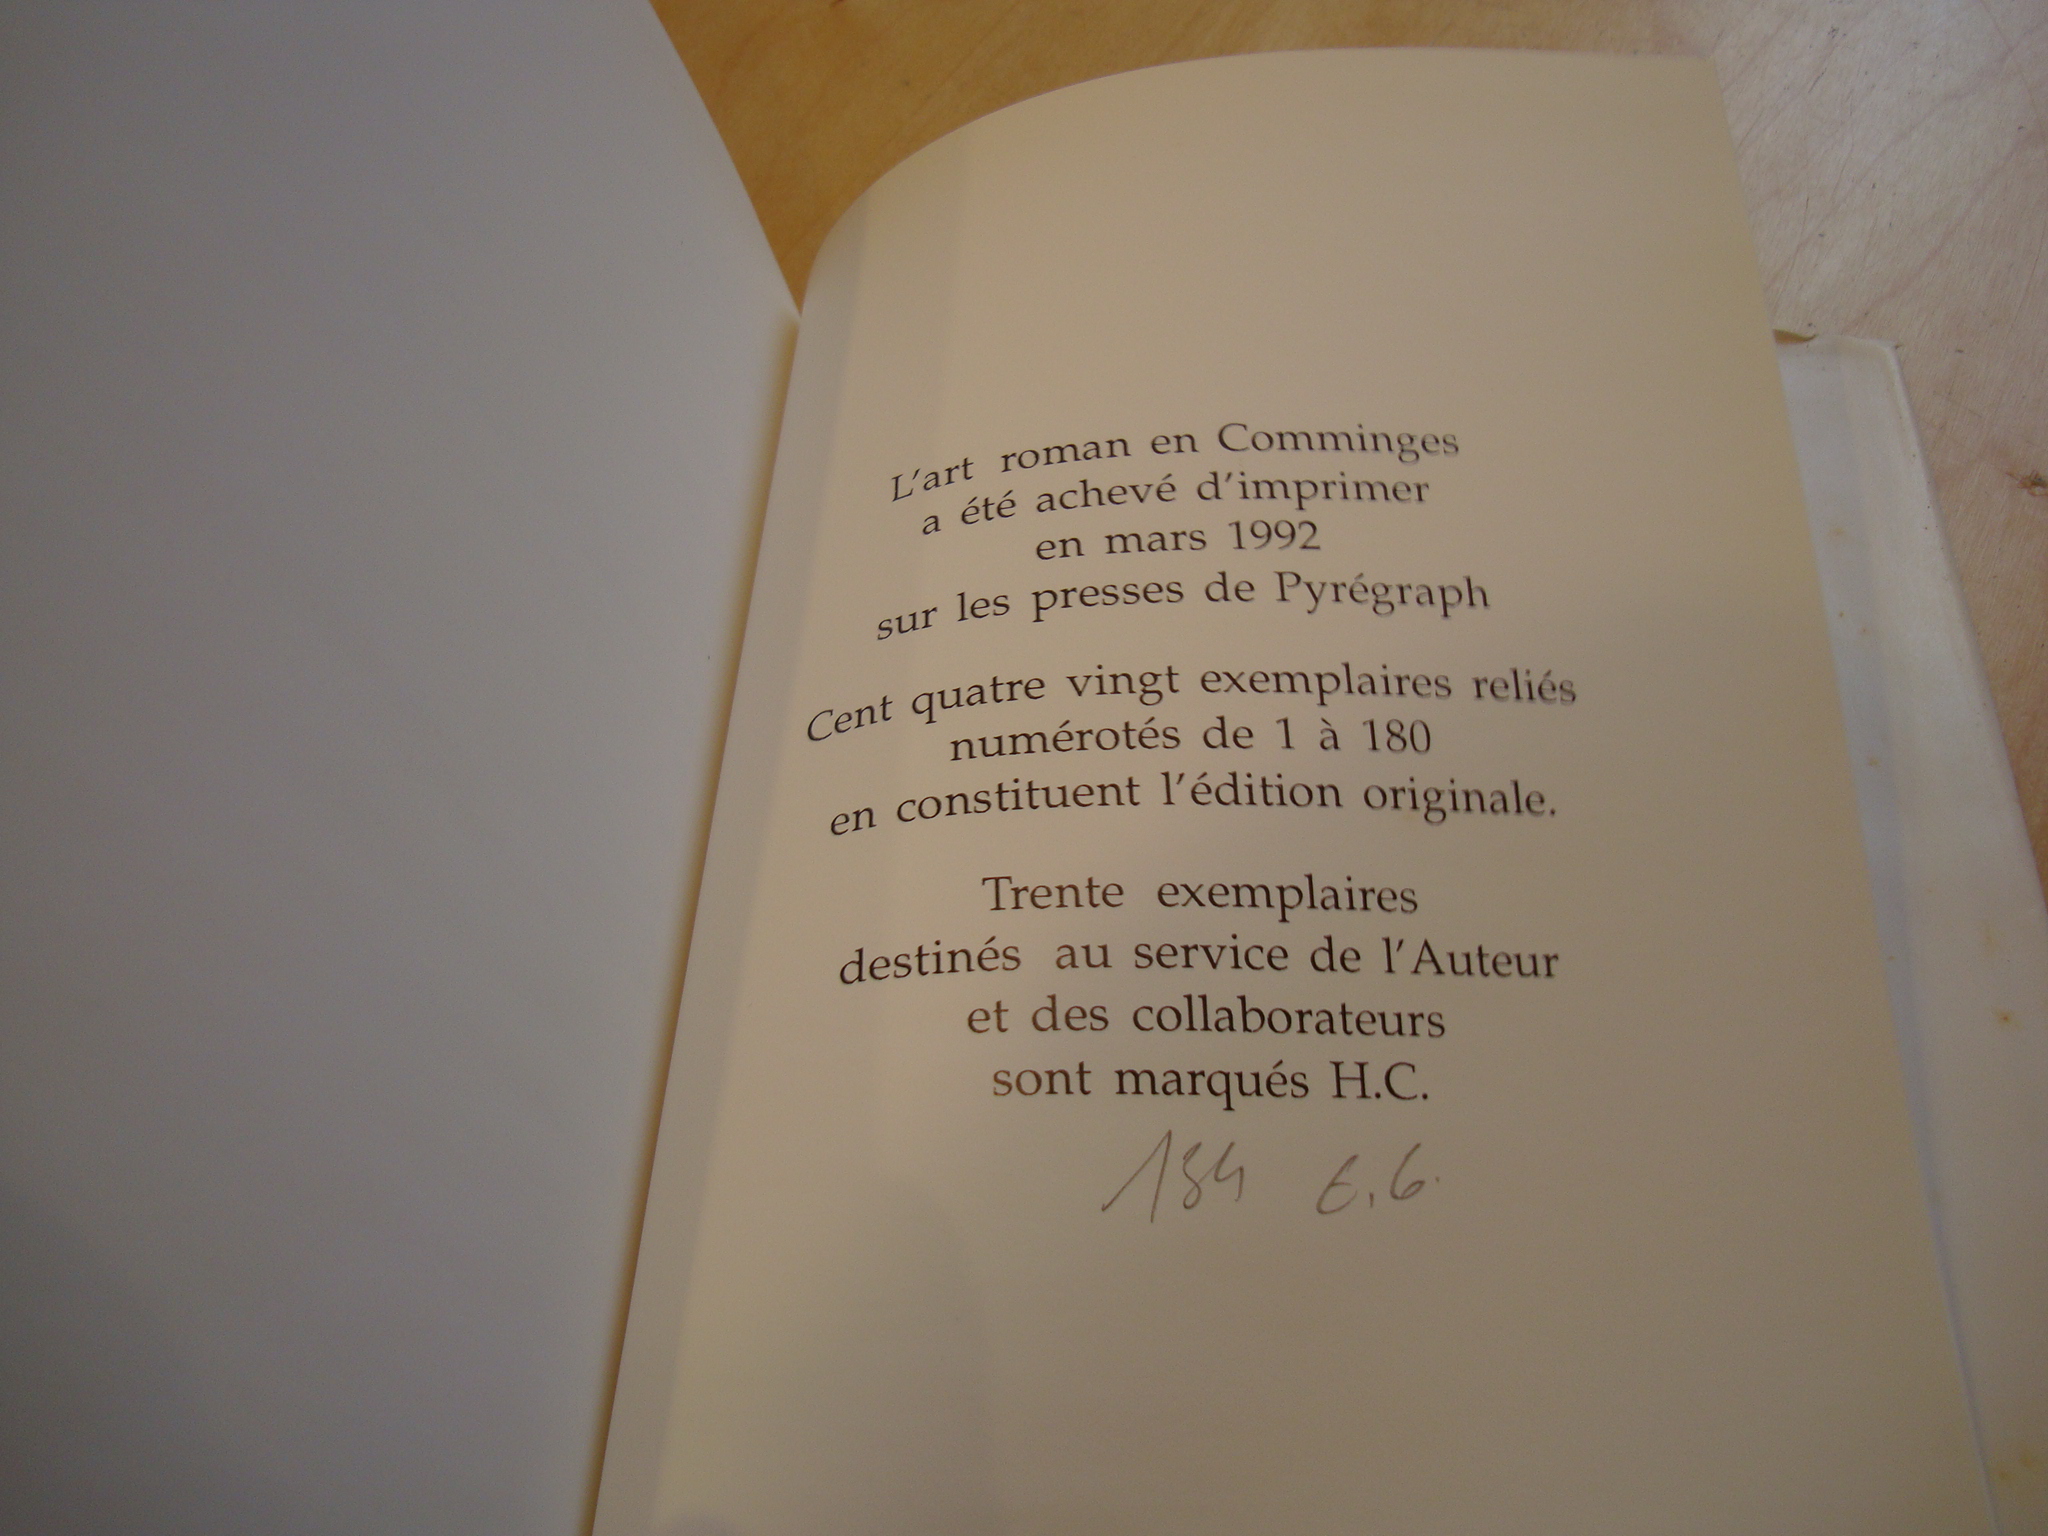 L'art roman en Comminges
a été achevé d'imprimer
en mars 1992
sur les presses de Pyrégraph
Cent quatre vingt exemplaires reliés
numérotés de 1 à 180
en constituent l'édition originale.
Trente exemplaires
destinés au service de l'Auteur
et des collaborateurs
sont marqués H.C.